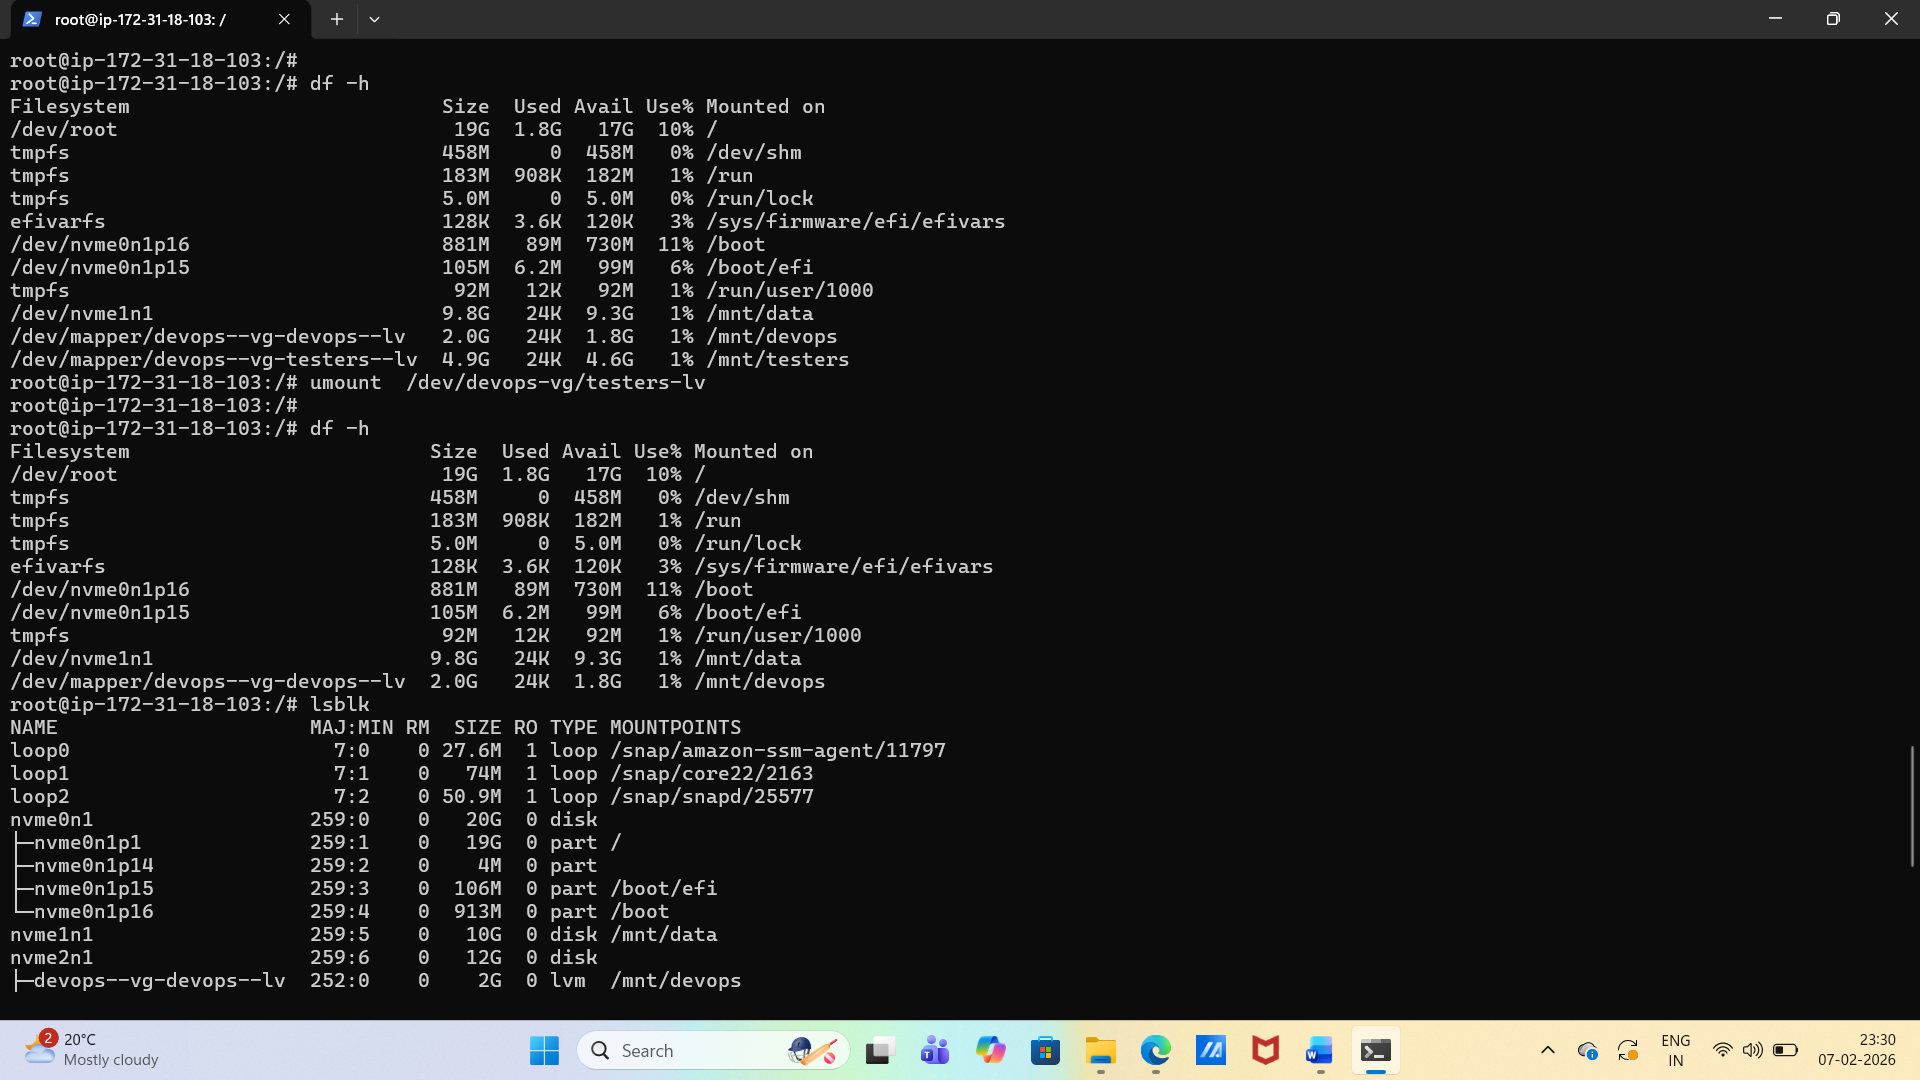 root@ip-172-31-18-103: /
root@ip-172-31-18-103:/#
root@ip-172-31-18-103:/# df -h
Filesystem                          Size  Used Avail Use% Mounted on
/dev/root                            19G  1.8G   17G  10% /
tmpfs                               458M     0  458M   0% /dev/shm
tmpfs                               183M  908K  182M   1% /run
tmpfs                               5.0M     0  5.0M   0% /run/lock
efivarfs                            128K  3.6K  120K   3% /sys/firmware/efi/efivars
/dev/nvme0n1p16                     881M   89M  730M  11% /boot
/dev/nvme0n1p15                     105M  6.2M   99M   6% /boot/efi
tmpfs                                92M   12K   92M   1% /run/user/1000
/dev/nvme1n1                        9.8G   24K  9.3G   1% /mnt/data
/dev/mapper/devops--vg-devops--lv   2.0G   24K  1.8G   1% /mnt/devops
/dev/mapper/devops--vg-testers--lv  4.9G   24K  4.6G   1% /mnt/testers
root@ip-172-31-18-103:/# umount  /dev/devops-vg/testers-lv
root@ip-172-31-18-103:/#
root@ip-172-31-18-103:/# df -h
Filesystem                         Size  Used Avail Use% Mounted on
/dev/root                           19G  1.8G   17G  10% /
tmpfs                              458M     0  458M   0% /dev/shm
tmpfs                              183M  908K  182M   1% /run
tmpfs                              5.0M     0  5.0M   0% /run/lock
efivarfs                           128K  3.6K  120K   3% /sys/firmware/efi/efivars
/dev/nvme0n1p16                    881M   89M  730M  11% /boot
/dev/nvme0n1p15                    105M  6.2M   99M   6% /boot/efi
tmpfs                               92M   12K   92M   1% /run/user/1000
/dev/nvme1n1                       9.8G   24K  9.3G   1% /mnt/data
/dev/mapper/devops--vg-devops--lv  2.0G   24K  1.8G   1% /mnt/devops
root@ip-172-31-18-103:/# lsblk
NAME                     MAJ:MIN RM  SIZE RO TYPE MOUNTPOINTS
loop0                      7:0    0 27.6M  1 loop /snap/amazon-ssm-agent/11797
loop1                      7:1    0   74M  1 loop /snap/core22/2163
loop2                      7:2    0 50.9M  1 loop /snap/snapd/25577
nvme0n1                  259:0    0   20G  0 disk
├─nvme0n1p1              259:1    0   19G  0 part /
├─nvme0n1p14             259:2    0    4M  0 part
├─nvme0n1p15             259:3    0  106M  0 part /boot/efi
└─nvme0n1p16             259:4    0  913M  0 part /boot
nvme1n1                  259:5    0   10G  0 disk /mnt/data
nvme2n1                  259:6    0   12G  0 disk
├─devops--vg-devops--lv  252:0    0    2G  0 lvm  /mnt/devops
2
20°C
Mostly cloudy
Search
ENG
IN
23:30
07-02-2026